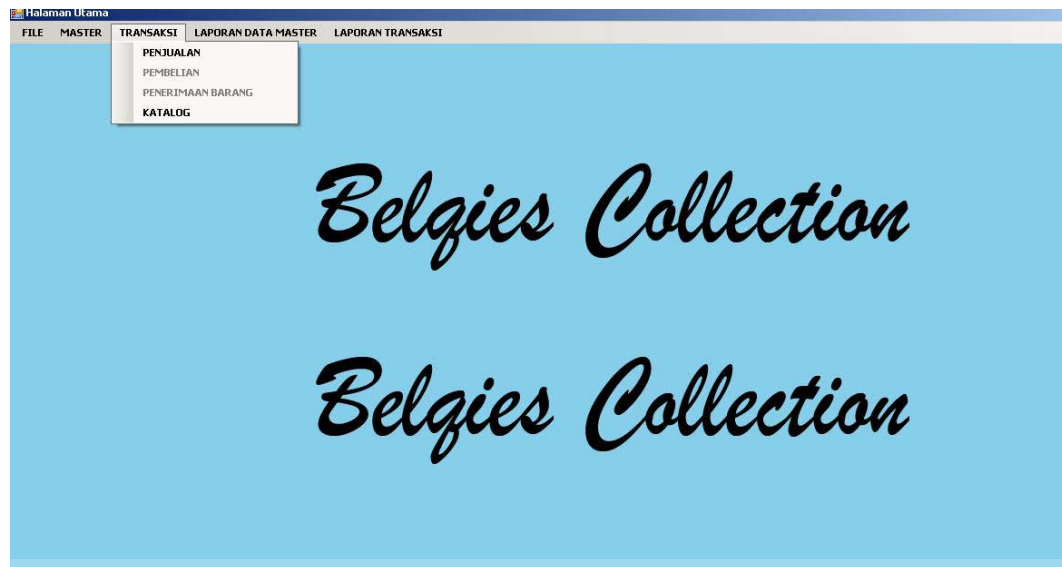 Halaman Utama
FILE MASTER TRANSAKSI LAPORAN DATA MASTER LAPORAN TRANSAKSI
PENJUALAN
PEMBELIAN
PENERIMAAN BARANG
KATALOG
Belqies Collection
Belqies Collection